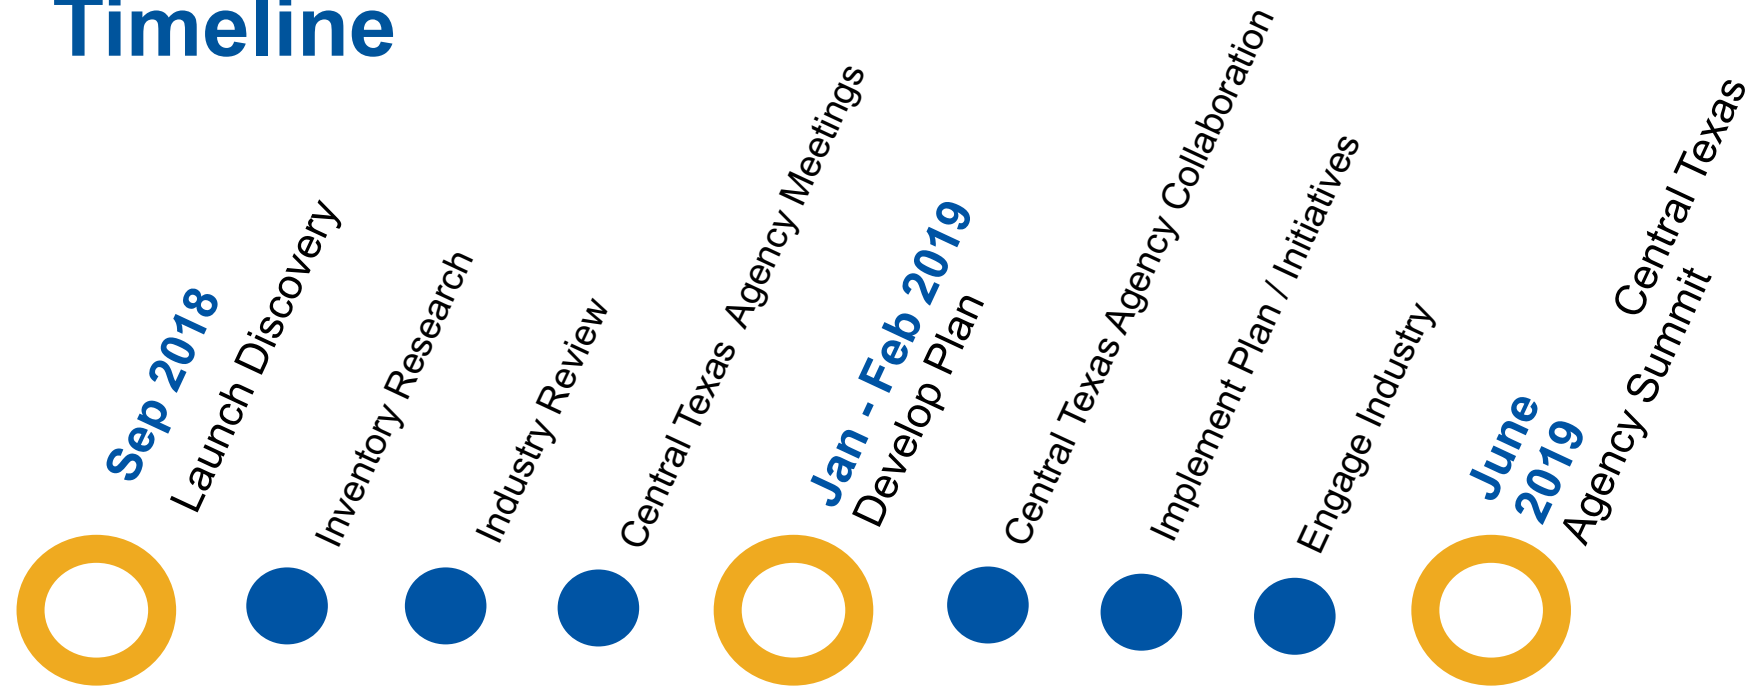 Timeline
Sep 2018
Launch Discovery
Inventory Research
Industry Review
Central Texas  Agency Meetings
Jan - Feb 2019
Develop Plan
Central Texas Agency Collaboration
Implement Plan / Initiatives
Engage Industry
June
2019
Central Texas
Agency Summit